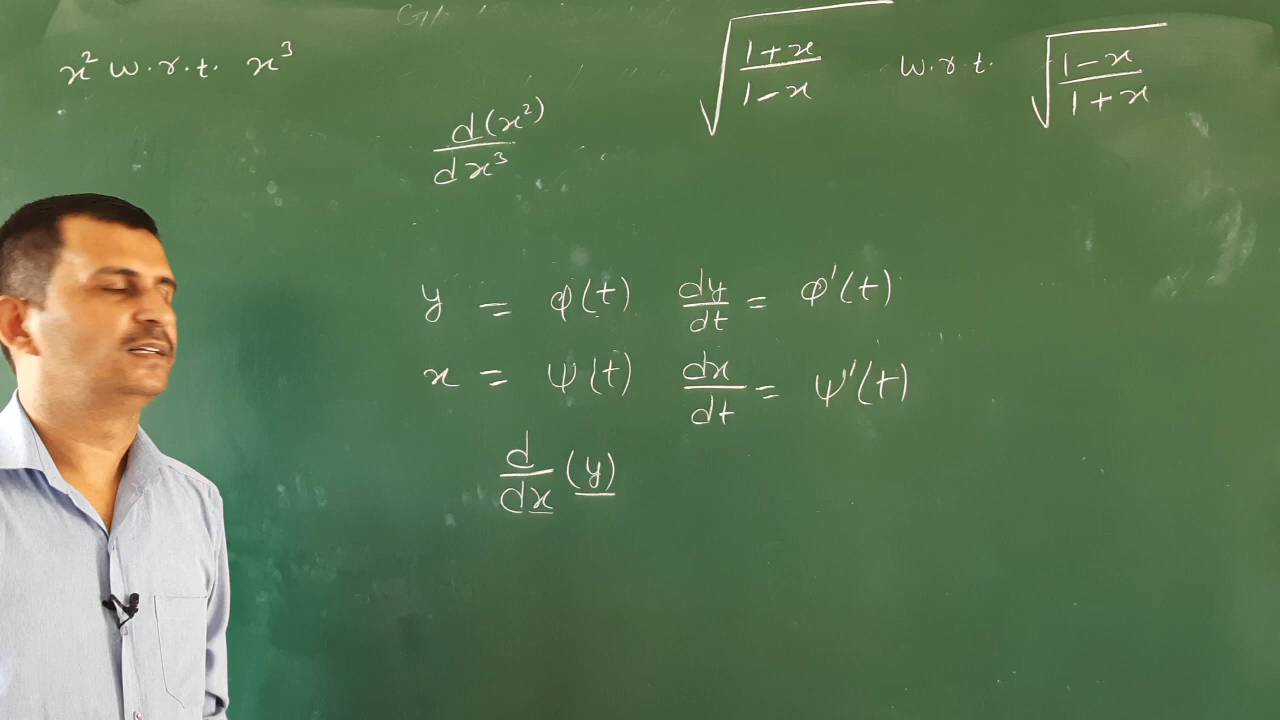 x² w.r.t. x³
√((1+x)/(1-x)) w.r.t. √((1-x)/(1+x))
d(x²)/dx³
y = φ(t) dy/dt = φ'(t)
x = ψ(t) dx/dt = ψ'(t)
d/dx (y)